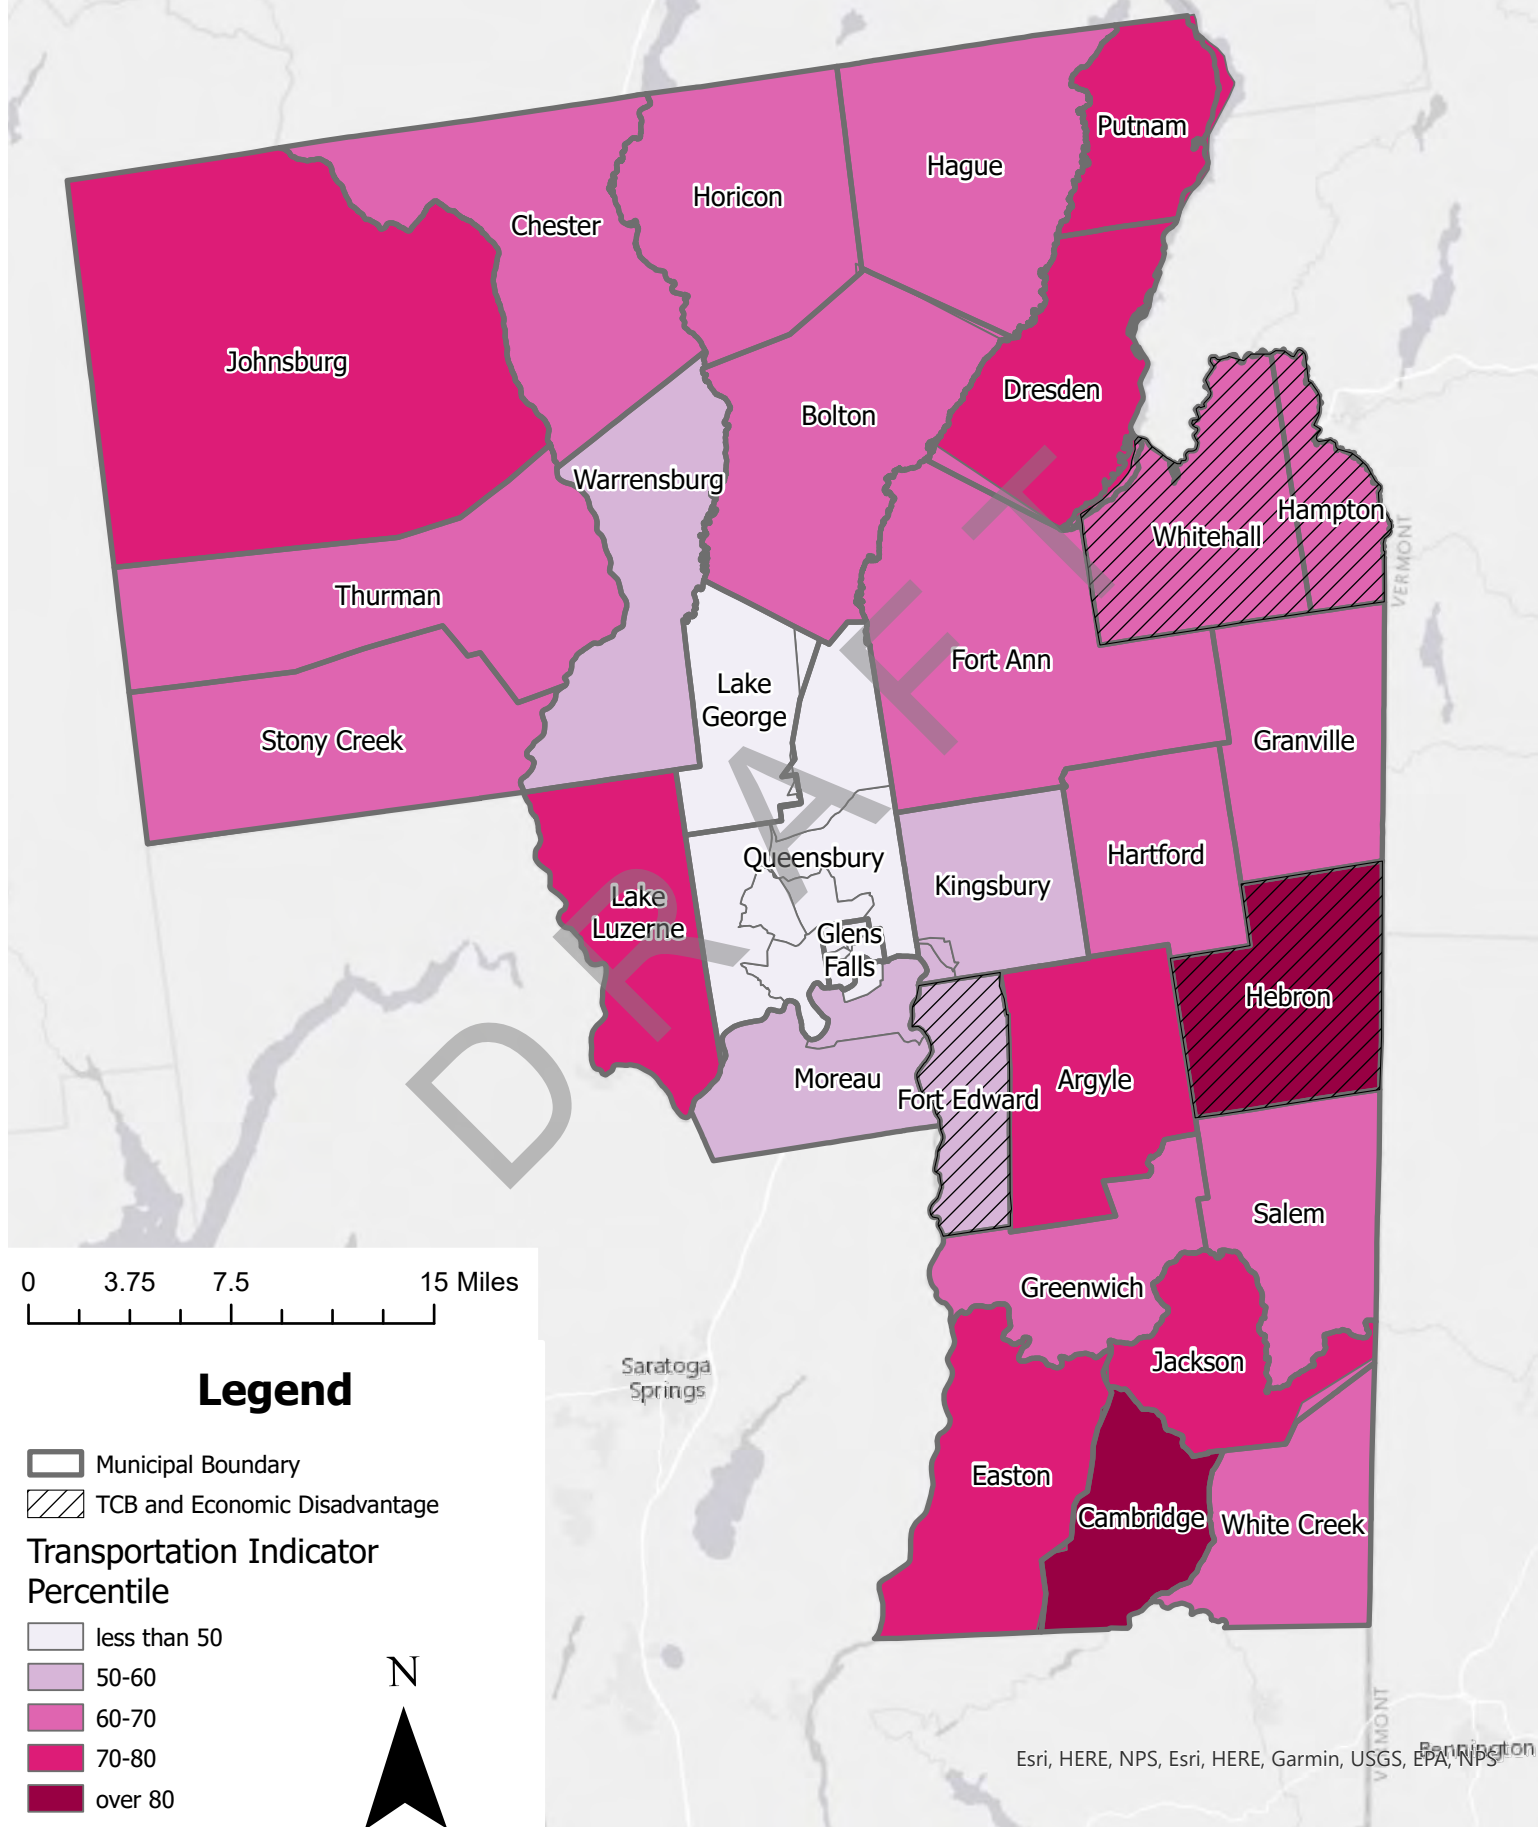 Putnam
Hague
Horicon
Chester
Johnsburg
Dresden
Bolton
Warrensburg
Hampton
Whitehall
VERMONT
Thurman
Fort Ann
Lake
George
Stony Creek
Granville
Hartford
Queensbury
Kingsbury
Lake
Luzerne
Glens
Falls
Hebron
Moreau
Argyle
Fort Edward
DRAFT
Salem
Greenwich
Jackson
Saratoga
Springs
Easton
Cambridge
White Creek
VERMONT
Bennington
0 3.75 7.5 15 Miles
Legend
Municipal Boundary
TCB and Economic Disadvantage
Transportation Indicator
Percentile
less than 50
50-60
60-70
70-80
over 80
N
Esri, HERE, NPS, Esri, HERE, Garmin, USGS, EPA, NPS